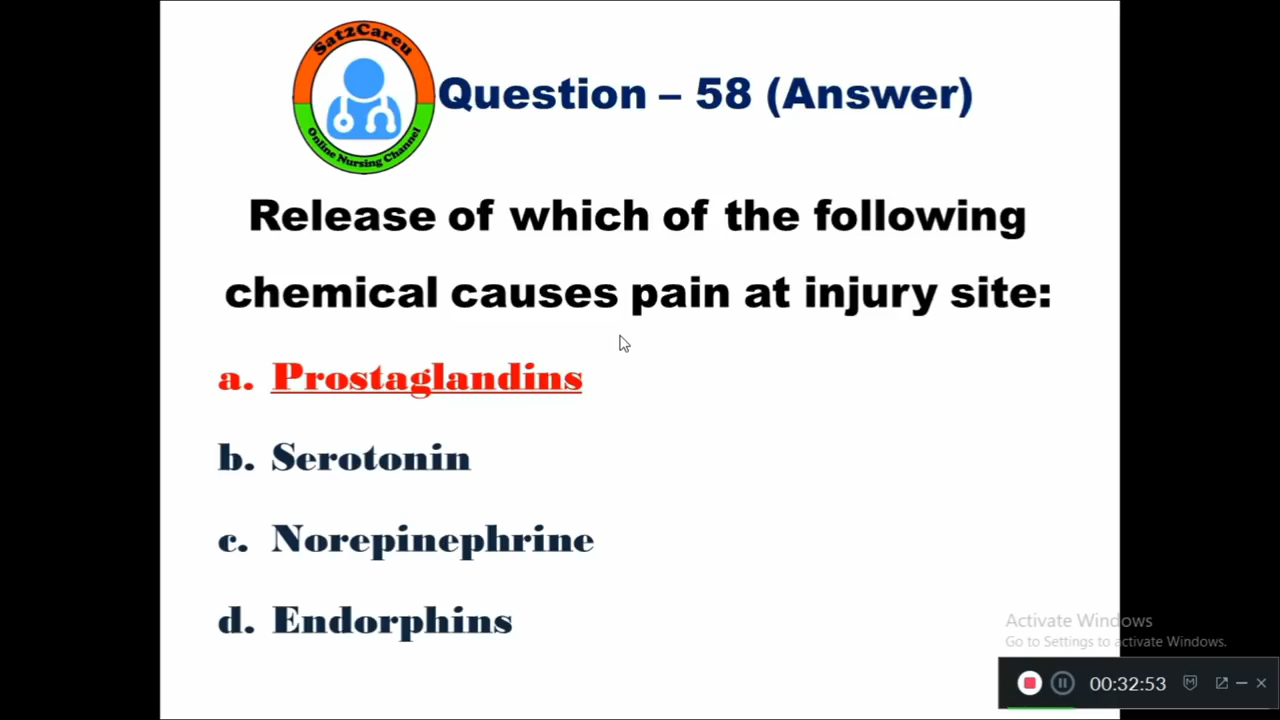 Sat2Careu
Online Nursing Channel
Question – 58 (Answer)
Release of which of the following
chemical causes pain at injury site:
a. Prostaglandins
b. Serotonin
c. Norepinephrine
d. Endorphins
Activate Windows
Go to Settings to activate Windows.
00:32:53